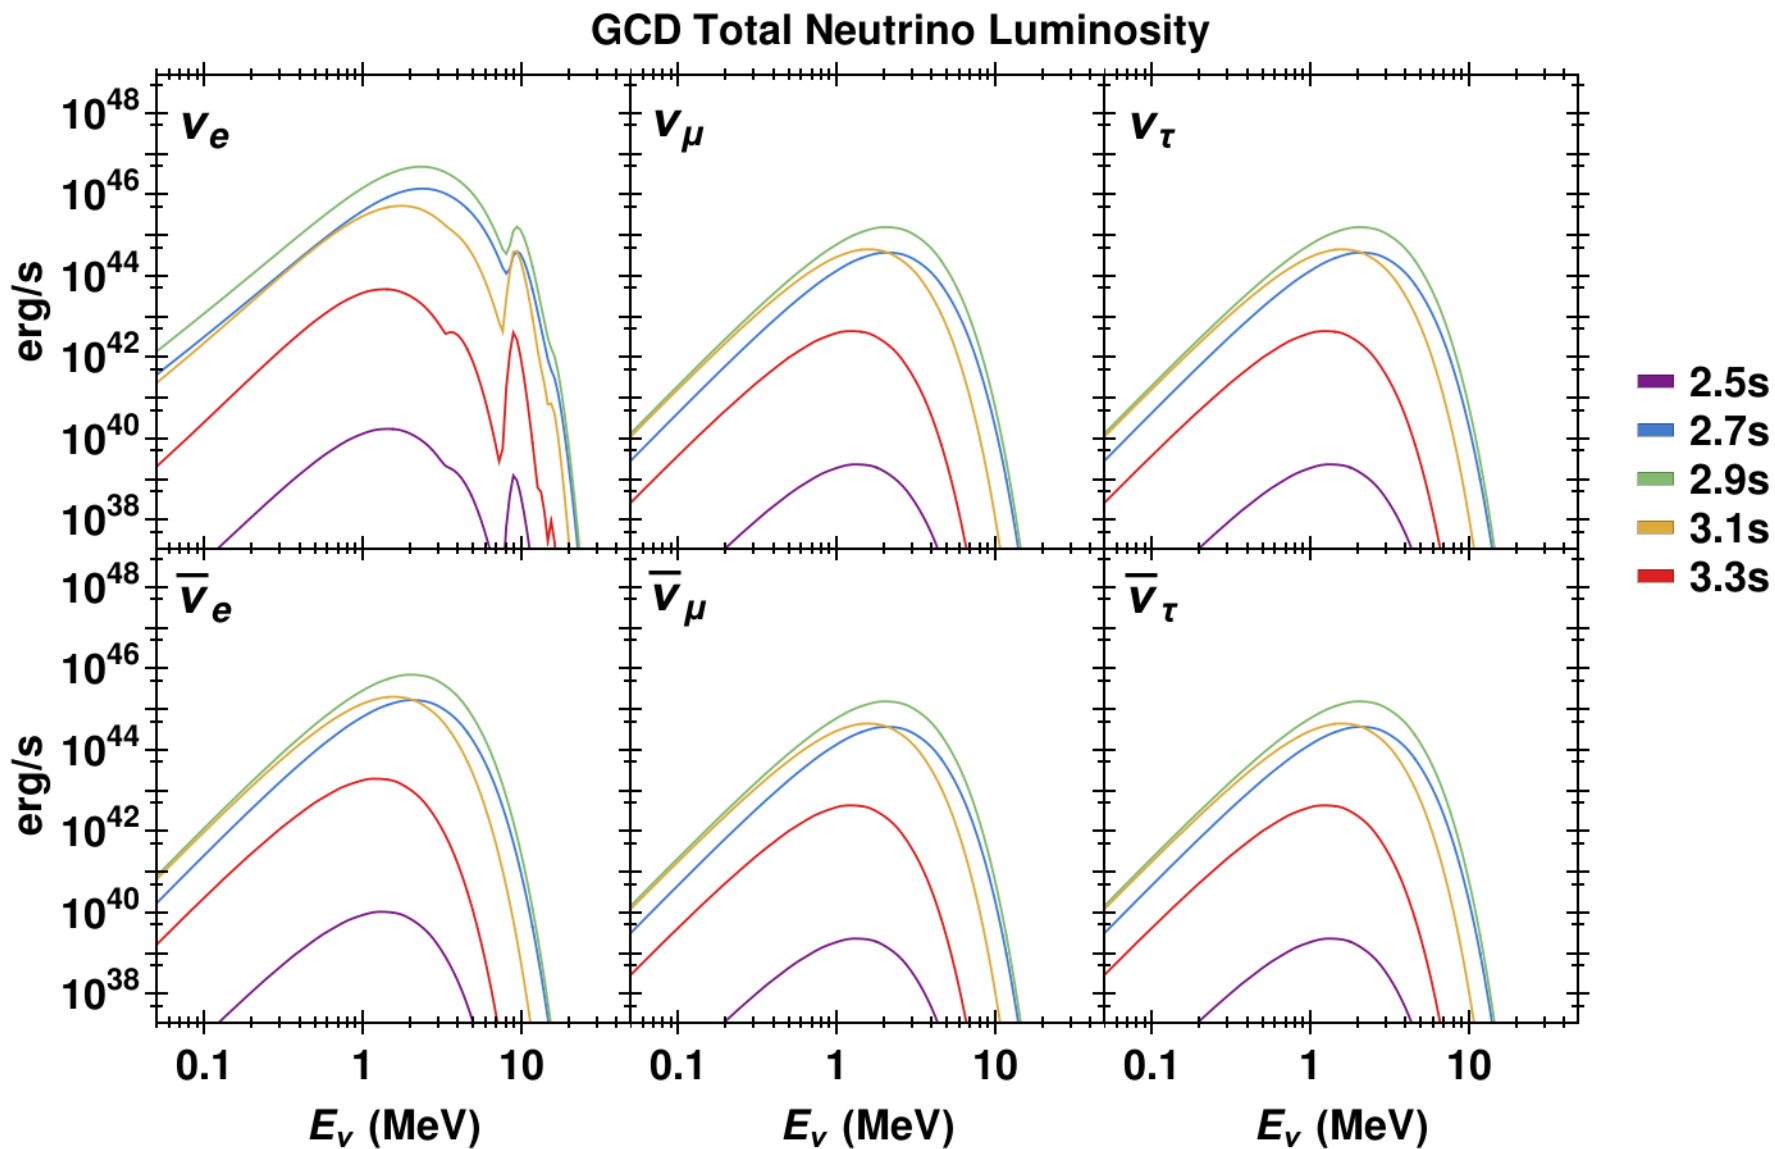 GCD Total Neutrino Luminosity
ν_e
ν_μ
ν_τ
10^48
10^46
10^44
10^42
10^40
10^38
erg/s
2.5s
2.7s
2.9s
3.1s
3.3s
ν̅_e
ν̅_μ
ν̅_τ
10^48
10^46
10^44
10^42
10^40
10^38
erg/s
0.1 1 10 0.1 1 10 0.1 1 10
E_ν (MeV) E_ν (MeV) E_ν (MeV)